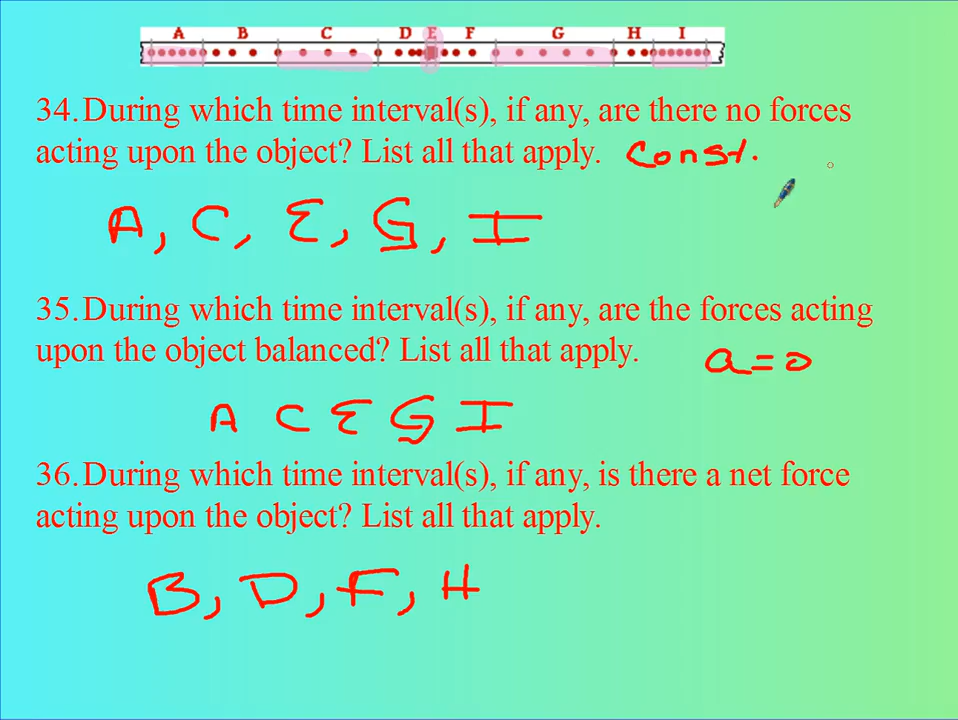 A B C D E F G H I
34. During which time interval(s), if any, are there no forces
acting upon the object? List all that apply. const.
A, C, E, G, I
35. During which time interval(s), if any, are the forces acting
upon the object balanced? List all that apply. a=0
A C E G I
36. During which time interval(s), if any, is there a net force
acting upon the object? List all that apply.
B, D, F, H